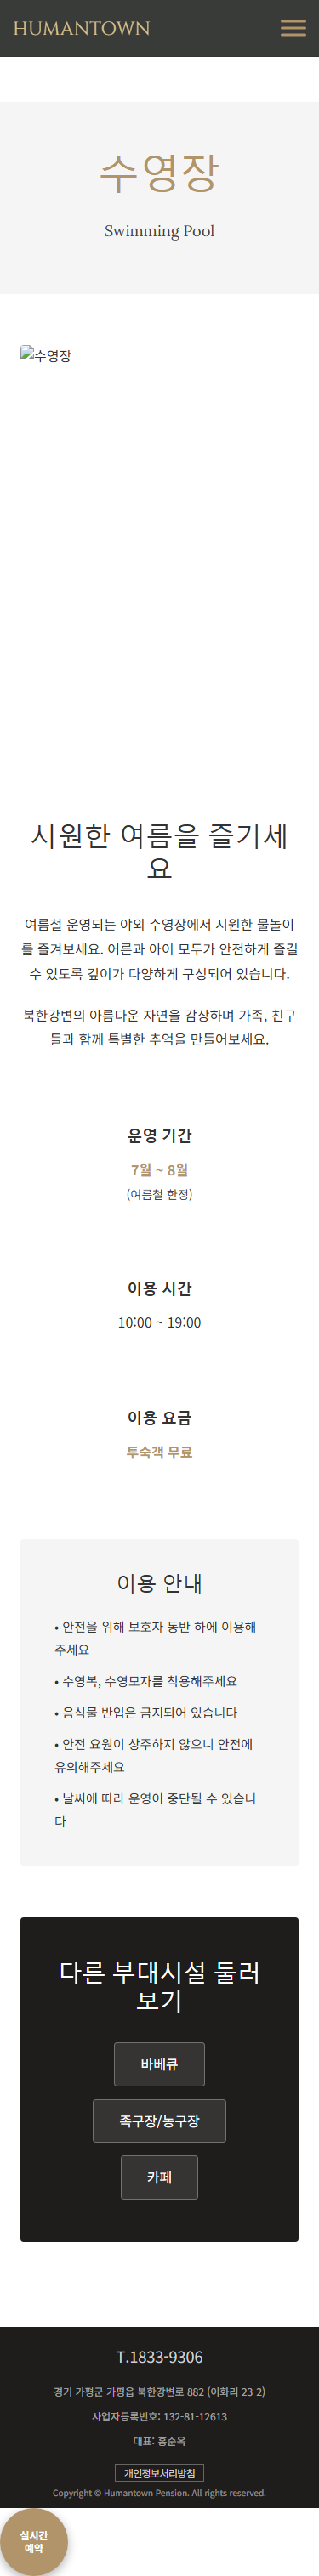 HUMANTOWN
수영장
Swimming Pool
수영장
시원한 여름을 즐기세
요
여름철 운영되는 야외 수영장에서 시원한 물놀이
를 즐겨보세요. 어른과 아이 모두가 안전하게 즐길
수 있도록 깊이가 다양하게 구성되어 있습니다.
북한강변의 아름다운 자연을 감상하며 가족, 친구
들과 함께 특별한 추억을 만들어보세요.
운영 기간
7월 ~ 8월
(여름철 한정)
이용 시간
10:00 ~ 19:00
이용 요금
투숙객 무료
이용 안내
• 안전을 위해 보호자 동반 하에 이용해
주세요
• 수영복, 수영모자를 착용해주세요
• 음식물 반입은 금지되어 있습니다
• 안전 요원이 상주하지 않으니 안전에
유의해주세요
• 날씨에 따라 운영이 중단될 수 있습니
다
다른 부대시설 둘러
보기
바베큐
족구장/농구장
카페
T.1833-9306
경기 가평군 가평읍 북한강변로 882 (이화리 23-2)
사업자등록번호: 132-81-12613
대표: 홍순옥
개인정보처리방침
Copyright © Humantown Pension. All rights reserved.
실시간
예약